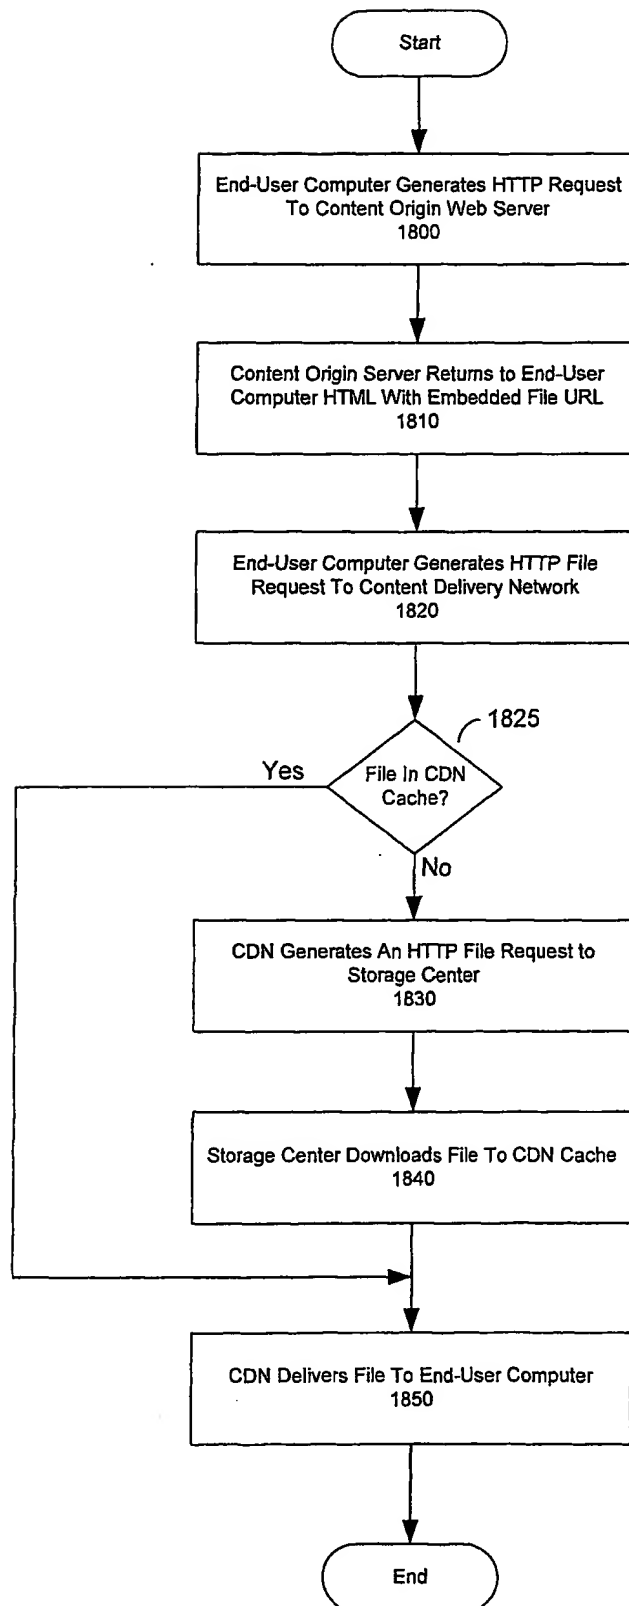 Start
End-User Computer Generates HTTP Request
To Content Origin Web Server
1800
Content Origin Server Returns to End-User
Computer HTML With Embedded File URL
1810
End-User Computer Generates HTTP File
Request To Content Delivery Network
1820
1825
Yes
File In CDN
Cache?
No
CDN Generates An HTTP File Request to
Storage Center
1830
Storage Center Downloads File To CDN Cache
1840
CDN Delivers File To End-User Computer
1850
End